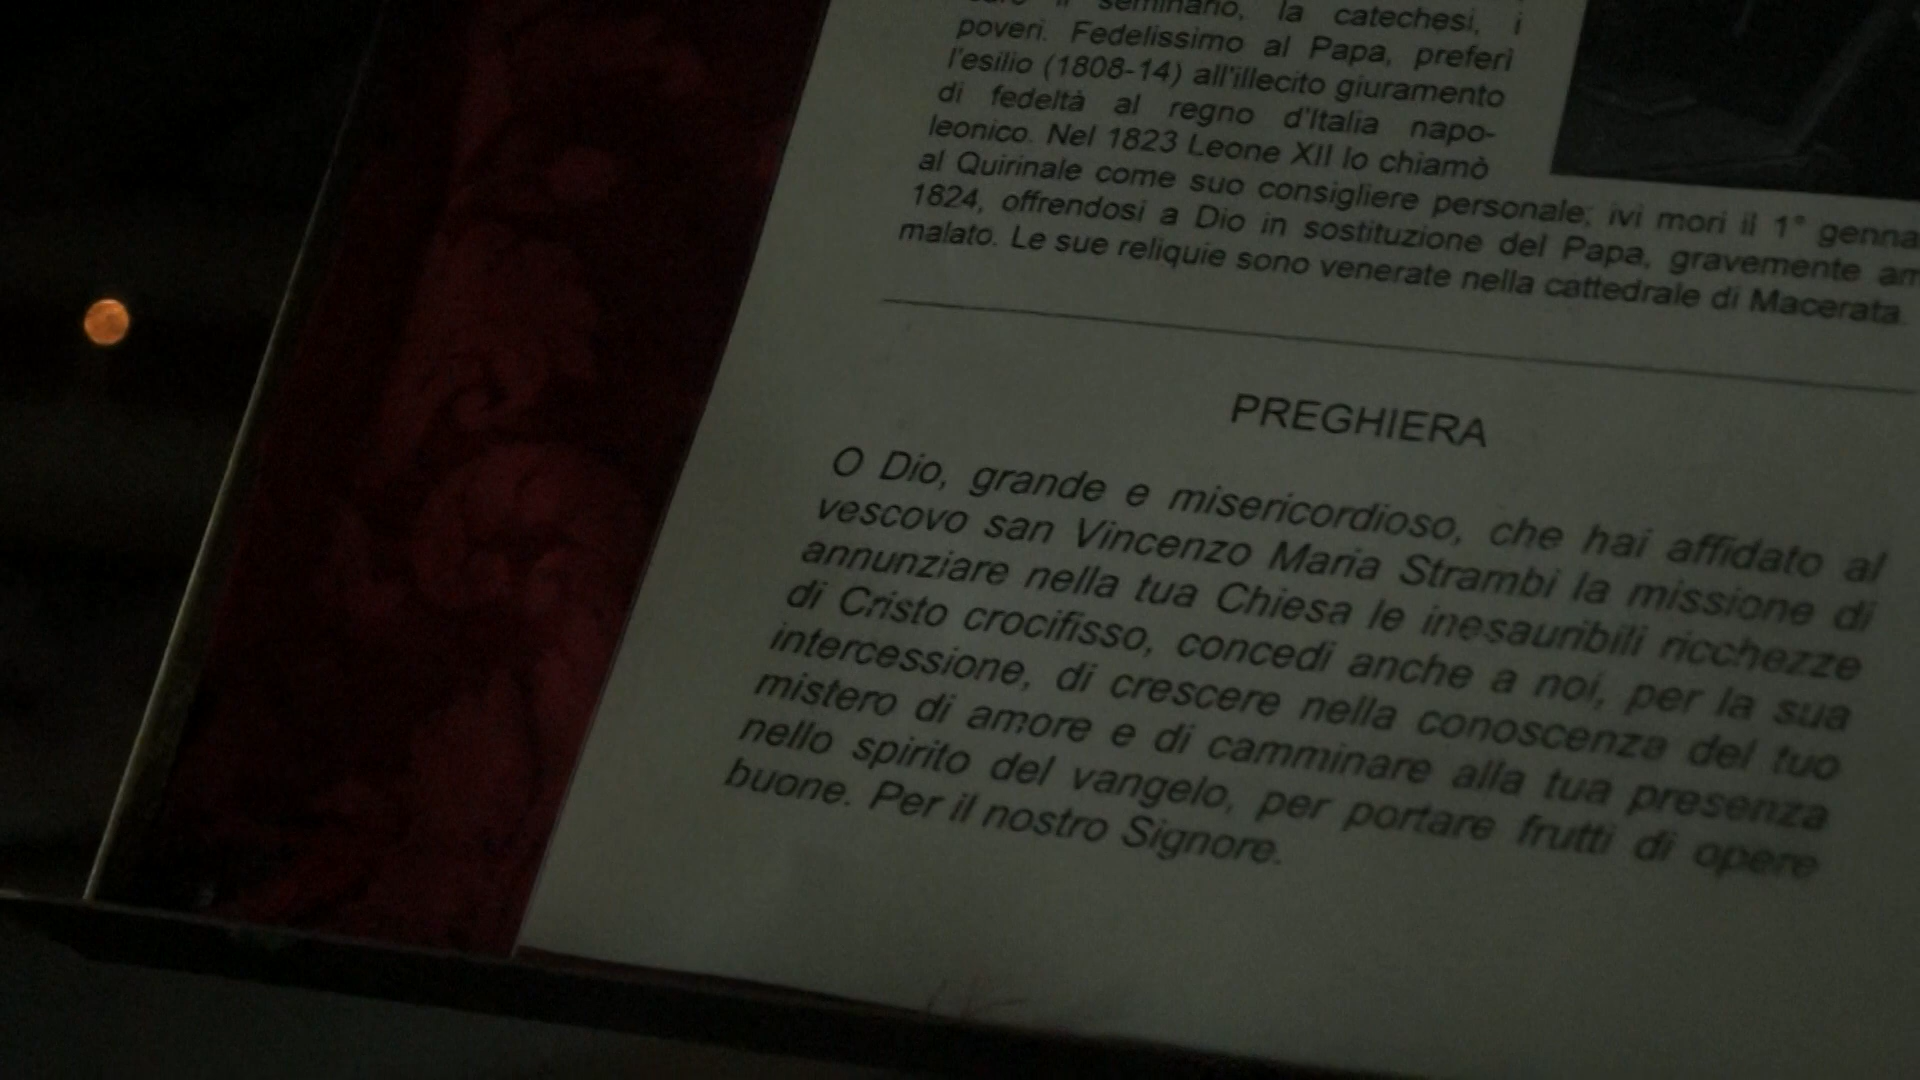 il seminario, la catechesi, i
poveri. Fedelissimo al Papa, preferì
l'esilio (1808-14) all'illecito giuramento
di fedeltà al regno d'Italia napo-
leonico. Nel 1823 Leone XII lo chiamò
al Quirinale come suo consigliere personale; ivi morì il 1° genna
1824, offrendosi a Dio in sostituzione del Papa, gravemente am
malato. Le sue reliquie sono venerate nella cattedrale di Macerata.
PREGHIERA
O Dio, grande e misericordioso, che hai affidato al
vescovo san Vincenzo Maria Strambi la missione di
annunziare nella tua Chiesa le inesauribili ricchezze
di Cristo crocifisso, concedi anche a noi, per la sua
intercessione, di crescere nella conoscenza del tuo
mistero di amore e di camminare alla tua presenza
nello spirito del vangelo, per portare frutti di opere
buone. Per il nostro Signore.